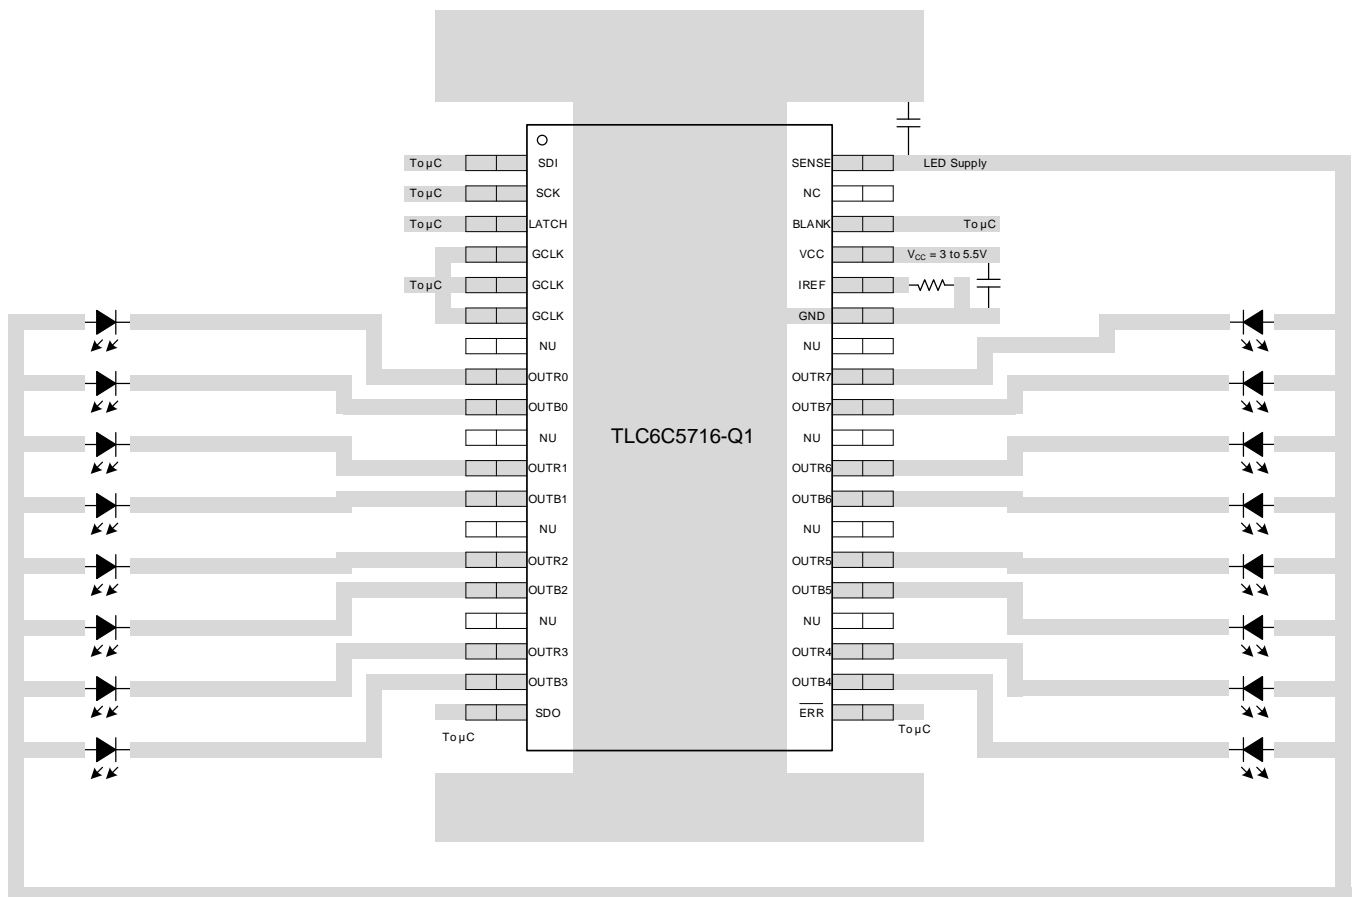 To µC SDI SENSE LED Supply
To µC SCK NC
To µC LATCH BLANK To µC
GCLK VCC V_CC = 3 to 5.5V
To µC GCLK IREF
GCLK GND
NU NU
OUTR0 OUTR7
OUTB0 OUTB7
NU TLC6C5716-Q1 NU
OUTR1 OUTR6
OUTB1 OUTB6
NU NU
OUTR2 OUTR5
OUTB2 OUTB5
NU NU
OUTR3 OUTR4
OUTB3 OUTB4
SDO ERR
To µC To µC